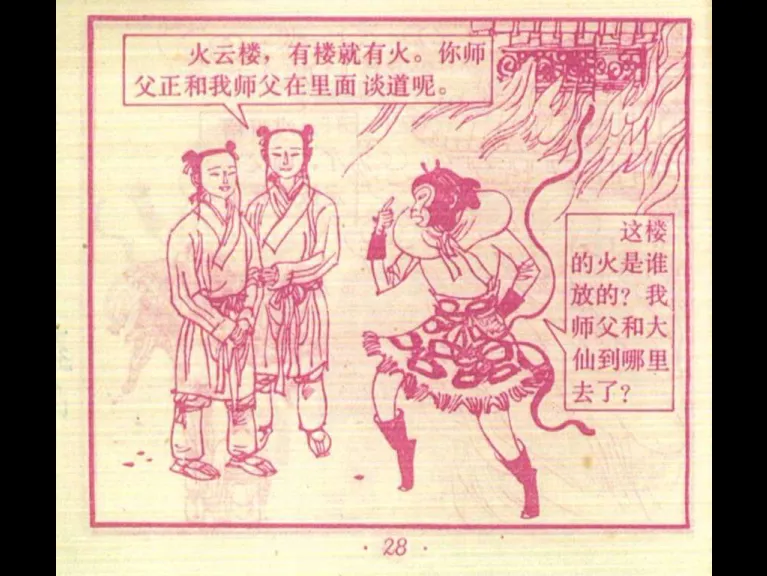 火云楼，有楼就有火。你师
父正和我师父在里面谈道呢。
这楼
的火是谁
放的？我
师父和大
仙到哪里
去了？
· 28 ·